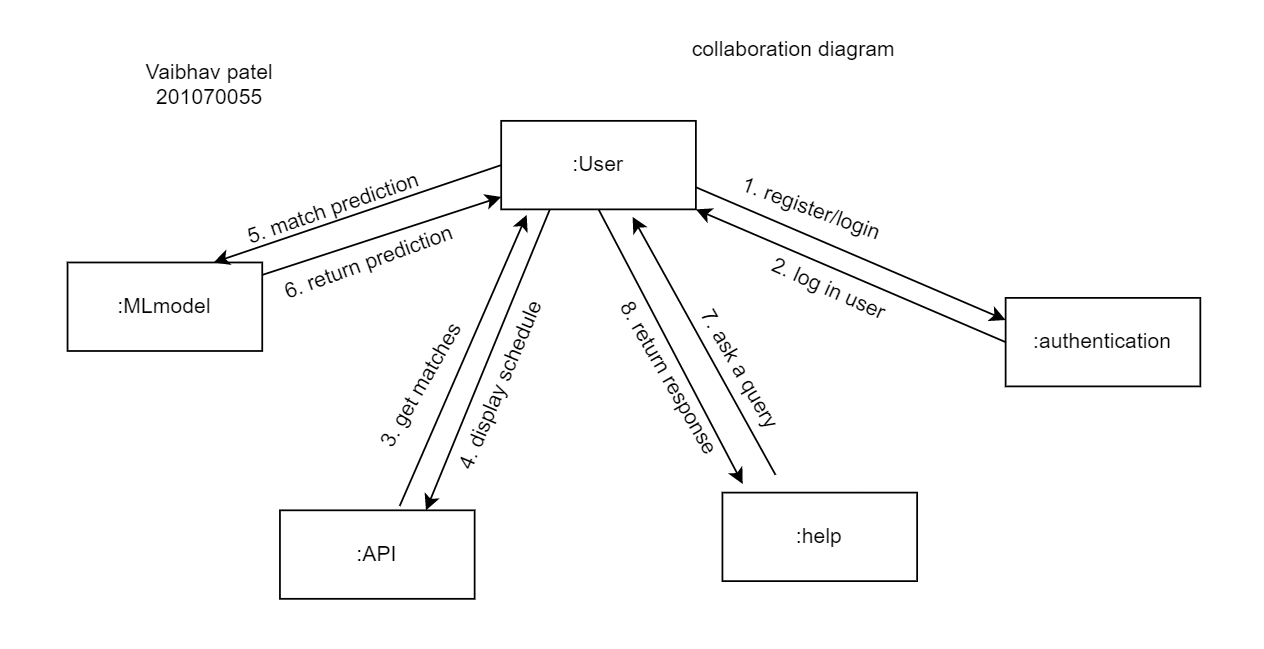 collaboration diagram
Vaibhav patel
201070055
:User
1. register/login
5. match prediction
2. log in user
6. return prediction
:MLmodel
:authentication
3. get matches
4. display schedule
8. return response
7. ask a query
:API
:help